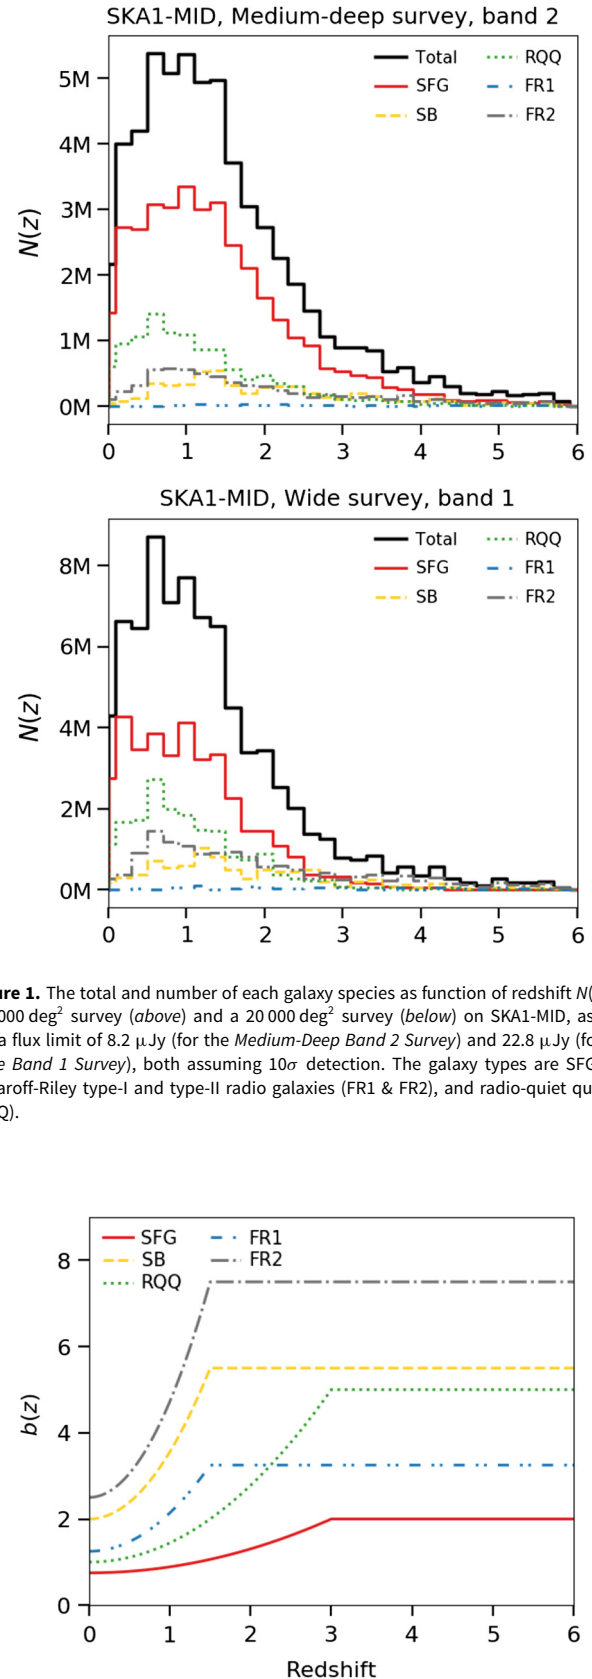 SKA1-MID, Medium-deep survey, band 2
Total RQQ
SFG FR1
SB FR2
5M
4M
3M
2M
1M
0M
N(z)
0 1 2 3 4 5 6
SKA1-MID, Wide survey, band 1
Total RQQ
SFG FR1
SB FR2
8M
6M
4M
2M
0M
N(z)
0 1 2 3 4 5 6
ure 1. The total and number of each galaxy species as function of redshift N(
000 deg² survey (above) and a 20 000 deg² survey (below) on SKA1-MID, as
a flux limit of 8.2 μJy (for the Medium-Deep Band 2 Survey) and 22.8 μJy (fo
e Band 1 Survey), both assuming 10σ detection. The galaxy types are SFG
aroff-Riley type-I and type-II radio galaxies (FR1 & FR2), and radio-quiet qu
Q).
SFG FR1
SB FR2
RQQ
8
6
4
2
0
b(z)
0 1 2 3 4 5 6
Redshift